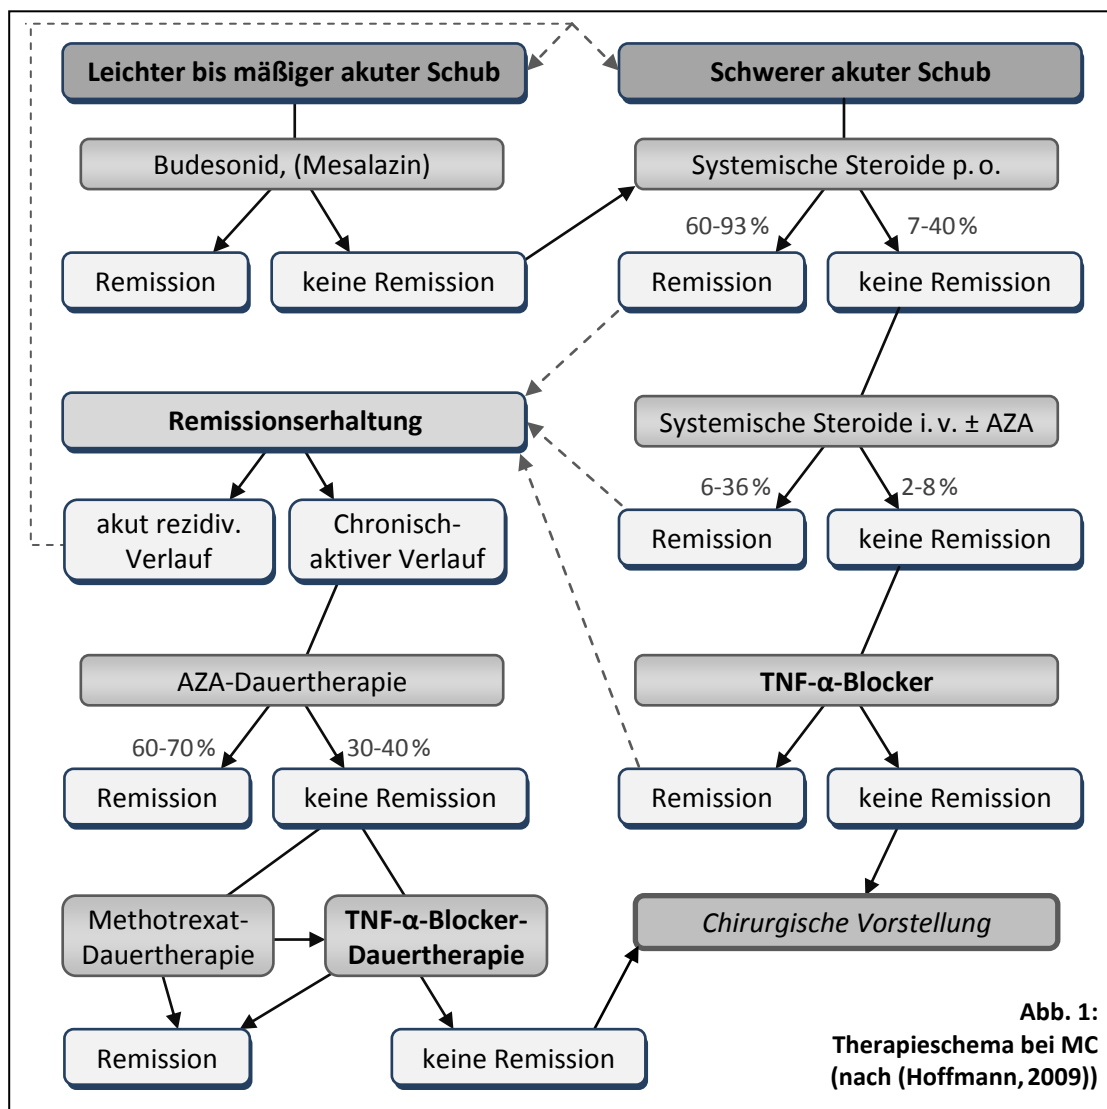 Leichter bis mäßiger akuter Schub
Schwerer akuter Schub
Budesonid, (Mesalazin)
Systemische Steroide p. o.
60-93 %
7-40 %
Remission
keine Remission
Remission
keine Remission
Remissionserhaltung
Systemische Steroide i. v. ± AZA
6-36 %
2-8 %
akut rezidiv.
Verlauf
Chronisch-
aktiver Verlauf
Remission
keine Remission
AZA-Dauertherapie
TNF-α-Blocker
60-70 %
30-40 %
Remission
keine Remission
Remission
keine Remission
Methotrexat-
Dauertherapie
TNF-α-Blocker-
Dauertherapie
Chirurgische Vorstellung
Remission
keine Remission
Abb. 1:
Therapieschema bei MC
(nach (Hoffmann, 2009))